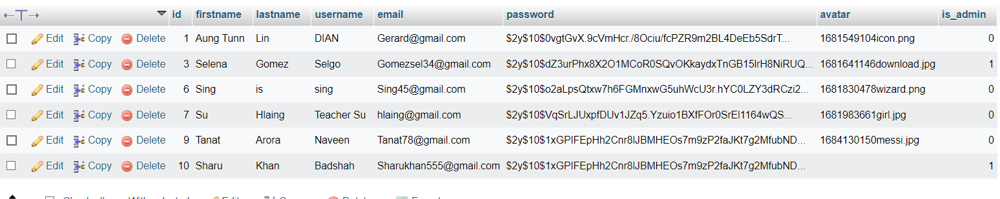 id firstname lastname username email password avatar is_admin
Edit Copy Delete 1 Aung Tunn Lin DIAN Gerard@gmail.com $2y$10$0vgtGvX.9cVmHcr./8Ociu/fcPZR9m2BL4DeEb5SdrT... 1681549104icon.png 0
Edit Copy Delete 3 Selena Gomez Selgo Gomezsel34@gmail.com $2y$10$dZ3urPhx8X2O1MCoR0SQvOKkaydxTnGB15lrH8NiRUQ... 1681641146download.jpg 1
Edit Copy Delete 6 Sing is sing Sing45@gmail.com $2y$10$o2aLpsQtxw7h6FGMnxwG5uhWcU3r.hYC0LZY3dRCzi2... 1681830478wizard.png 0
Edit Copy Delete 7 Su Hlaing Teacher Su hlaing@gmail.com $2y$10$VqSrLJUxpfDUv1JZq5.Yzuio1BXfFOr0SrEl1164wQS... 1681983661girl.jpg 0
Edit Copy Delete 9 Tanat Arora Naveen Tanat78@gmail.com $2y$10$1xGPIFEpHh2Cnr8lJBMHEOs7m9zP2faJKt7g2MfubND... 1684130150messi.jpg 0
Edit Copy Delete 10 Sharu Khan Badshah Sharukhan555@gmail.com $2y$10$1xGPIFEpHh2Cnr8lJBMHEOs7m9zP2faJKt7g2MfubND... 1